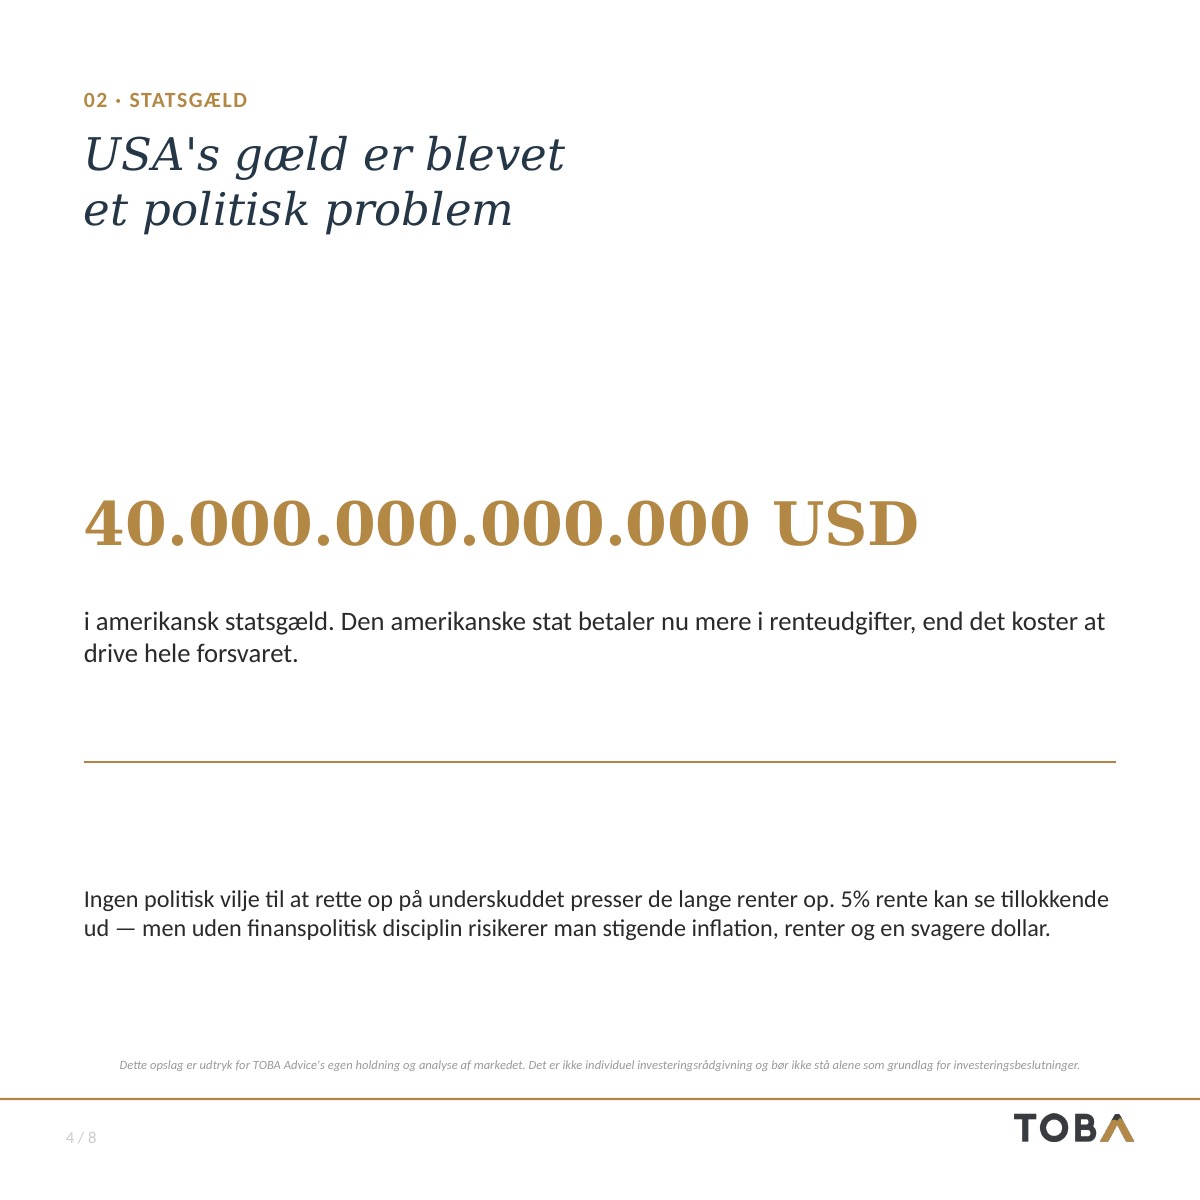 02 · STATSGÆLD
USA's gæld er blevet
et politisk problem
40.000.000.000.000 USD
i amerikansk statsgæld. Den amerikanske stat betaler nu mere i renteudgifter, end det koster at
drive hele forsvaret.
Ingen politisk vilje til at rette op på underskuddet presser de lange renter op. 5% rente kan se tillokkende
ud — men uden finanspolitisk disciplin risikerer man stigende inflation, renter og en svagere dollar.
Dette opslag er udtryk for TOBA Advice's egen holdning og analyse af markedet. Det er ikke individuel investeringsrådgivning og bør ikke stå alene som grundlag for investeringsbeslutninger.
4 / 8
TOBA